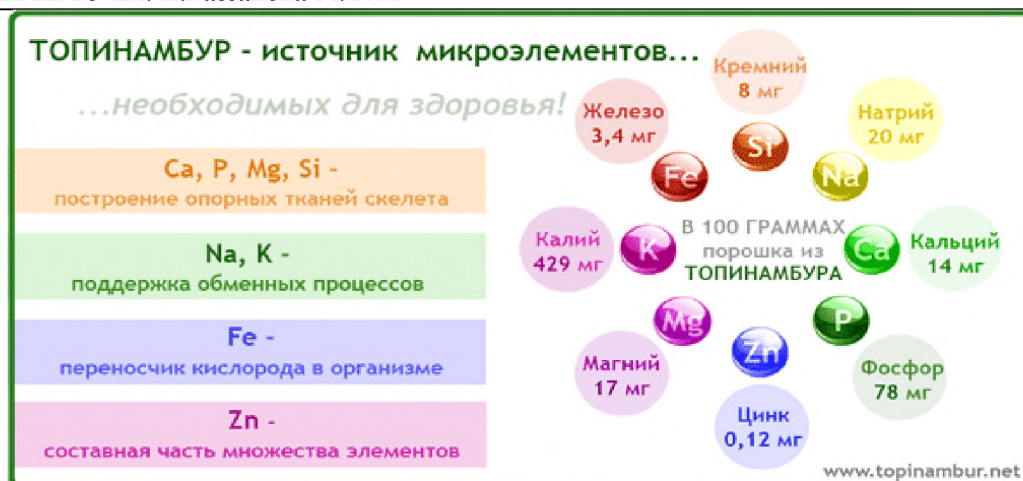 ТОПИНАМБУР - источник микроэлементов...
...необходимых для здоровья!
Ca, P, Mg, Si -
построение опорных тканей скелета
Na, K -
поддержка обменных процессов
Fe -
переносчик кислорода в организме
Zn -
составная часть множества элементов
Кремний
8 мг
Железо
3,4 мг
Натрий
20 мг
Si
Fe
Na
Калий
429 мг
K
В 100 ГРАММАХ
порошка из
ТОПИНАМБУРА
Ca
Кальций
14 мг
Mg
Zn
P
Магний
17 мг
Фосфор
78 мг
Цинк
0,12 мг
www.topinambur.net